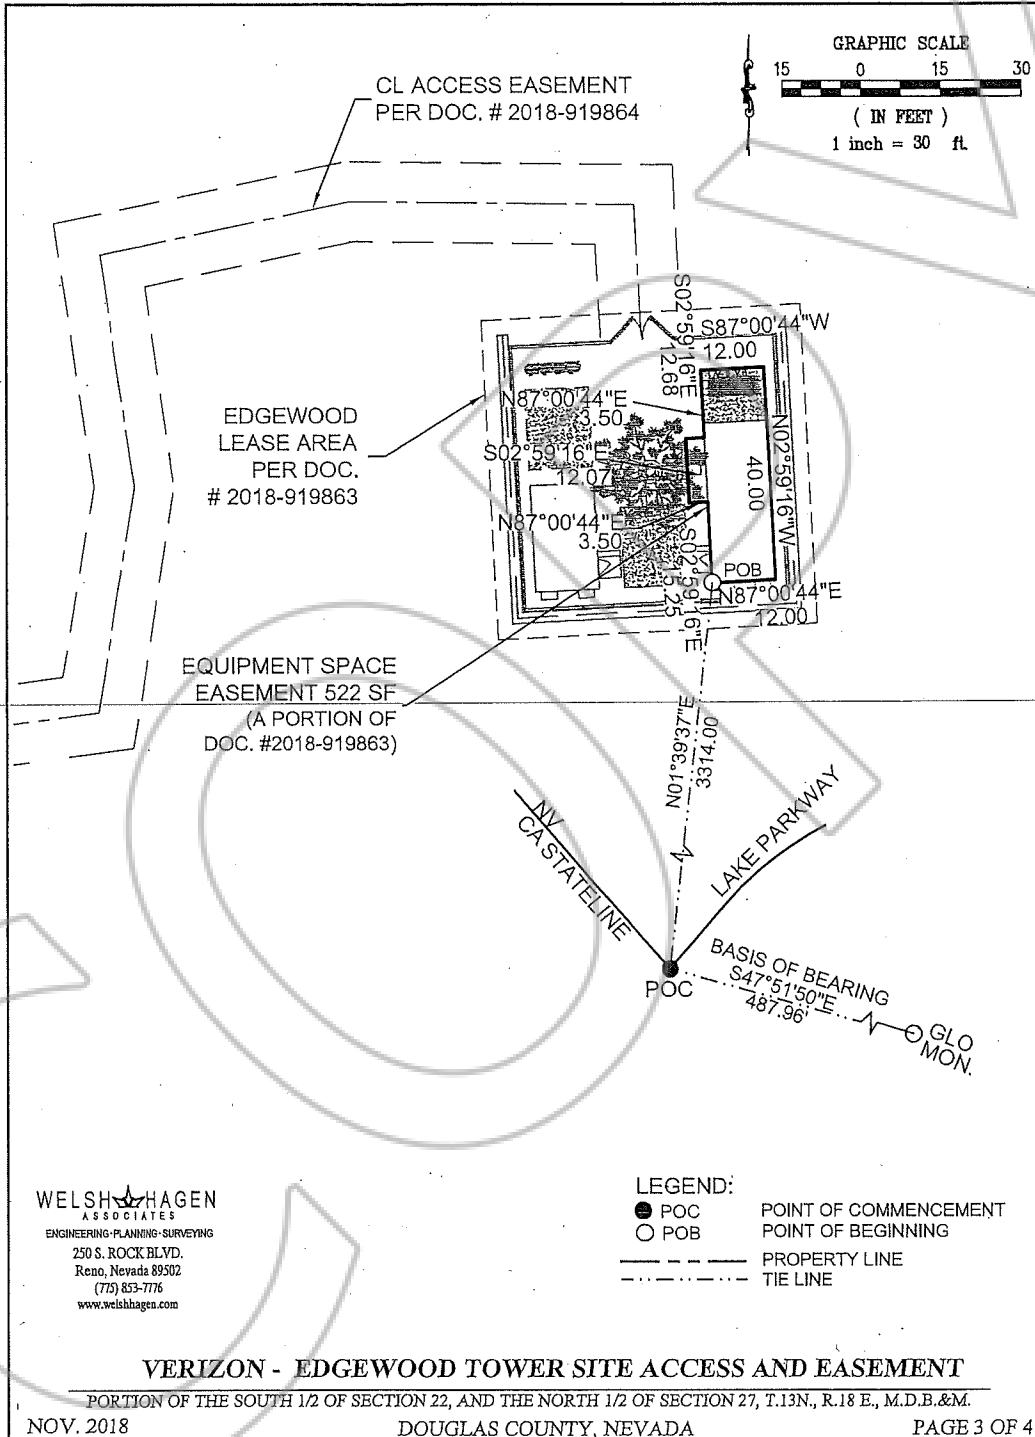 GRAPHIC SCALE
15 0 15 30
( IN FEET )
1 inch = 30 ft.
CL ACCESS EASEMENT
PER DOC. # 2018-919864
S02°59'16"E
12.68
S87°00'44"W
12.00
N87°00'44"E
3.50
EDGEWOOD
LEASE AREA
PER DOC.
# 2018-919863
S02°59'16"E
12.07
N02°59'16"W
40.00
N87°00'44"E
3.50
S02°59'16"E
15.25
POB
N87°00'44"E
12.00
EQUIPMENT SPACE
EASEMENT 522 SF
(A PORTION OF
DOC. #2018-919863)
N01°39'37"E
3314.00
NV
CA STATELINE
LAKE PARKWAY
POC
BASIS OF BEARING
S47°51'50"E
487.96'
GLO
MON.
WELSH HAGEN
ASSOCIATES
ENGINEERING·PLANNING·SURVEYING
250 S. ROCK BLVD.
Reno, Nevada 89502
(775) 853-7776
www.welshhagen.com
LEGEND:
POC POINT OF COMMENCEMENT
POB POINT OF BEGINNING
PROPERTY LINE
TIE LINE
VERIZON - EDGEWOOD TOWER SITE ACCESS AND EASEMENT
PORTION OF THE SOUTH 1/2 OF SECTION 22, AND THE NORTH 1/2 OF SECTION 27, T.13N., R.18 E., M.D.B.&M.
NOV. 2018 DOUGLAS COUNTY, NEVADA PAGE 3 OF 4